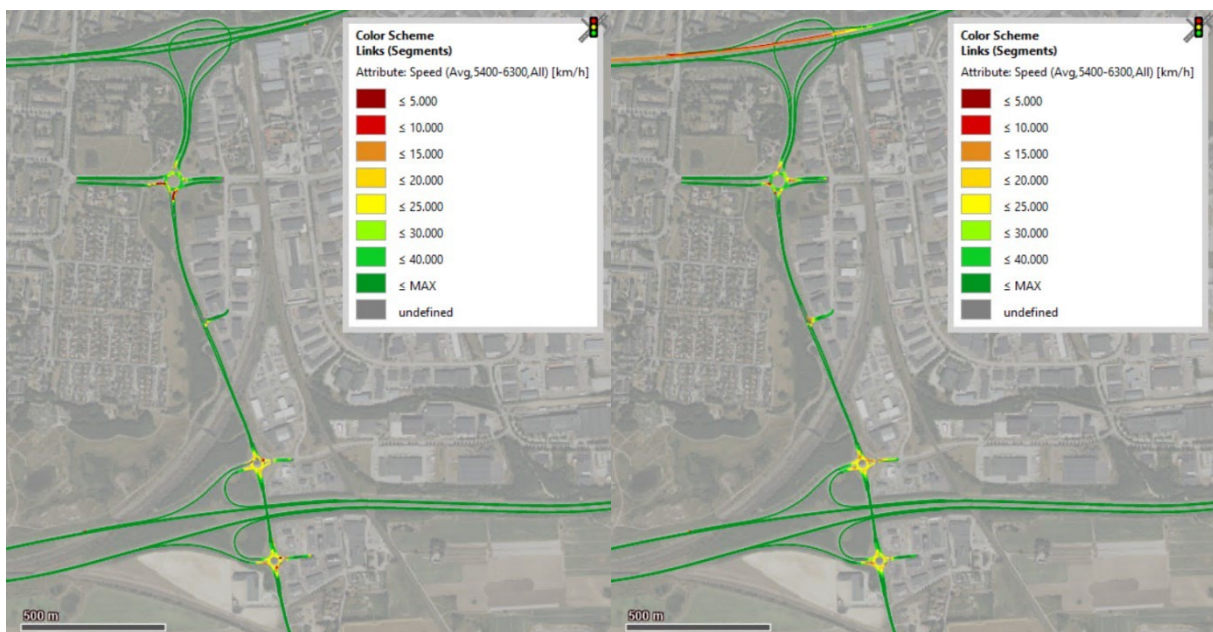 Color Scheme
Links (Segments)
Attribute: Speed (Avg,5400-6300,All) [km/h]
≤ 5.000
≤ 10.000
≤ 15.000
≤ 20.000
≤ 25.000
≤ 30.000
≤ 40.000
≤ MAX
undefined
500 m
Color Scheme
Links (Segments)
Attribute: Speed (Avg,5400-6300,All) [km/h]
≤ 5.000
≤ 10.000
≤ 15.000
≤ 20.000
≤ 25.000
≤ 30.000
≤ 40.000
≤ MAX
undefined
500 m